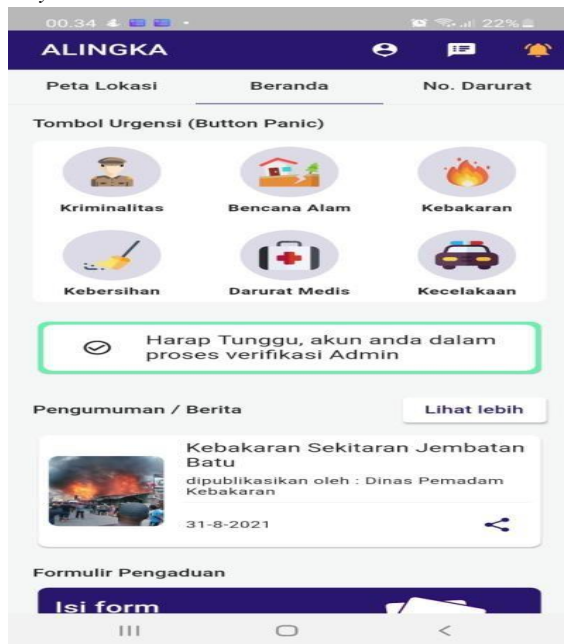 00.34
22%
ALINGKA
Peta Lokasi
Beranda
No. Darurat
Tombol Urgensi (Button Panic)
Kriminalitas
Bencana Alam
Kebakaran
Kebersihan
Darurat Medis
Kecelakaan
Harap Tunggu, akun anda dalam
proses verifikasi Admin
Pengumuman / Berita
Lihat lebih
Kebakaran Sekitaran Jembatan
Batu
dipublikasikan oleh : Dinas Pemadam
Kebakaran
31-8-2021
Formulir Pengaduan
Isi form